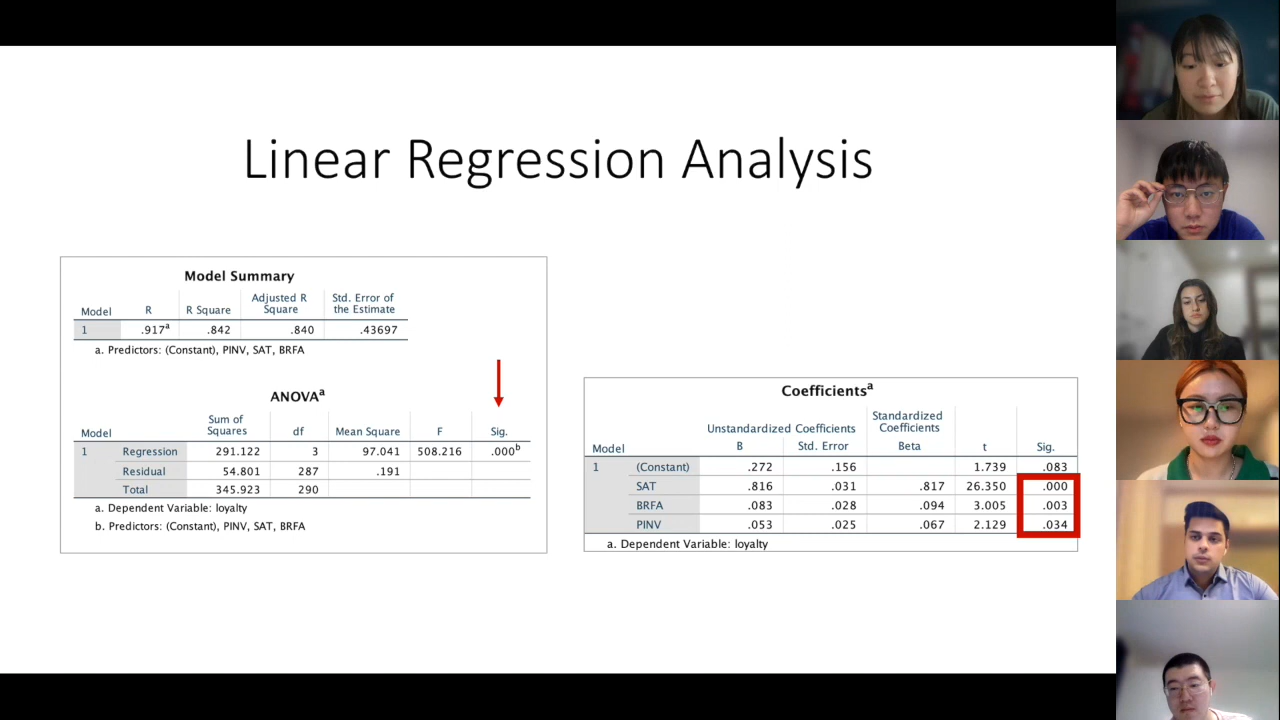 Linear Regression Analysis
Model Summary
Model R R Square Adjusted R Square Std. Error of the Estimate
1 .917a .842 .840 .43697
a. Predictors: (Constant), PINV, SAT, BRFA
ANOVAa
Model Sum of Squares df Mean Square F Sig.
1 Regression 291.122 3 97.041 508.216 .000b
Residual 54.801 287 .191
Total 345.923 290
a. Dependent Variable: loyalty
b. Predictors: (Constant), PINV, SAT, BRFA
Coefficientsa
Unstandardized Coefficients Standardized Coefficients
Model B Std. Error Beta t Sig.
1 (Constant) .272 .156 1.739 .083
SAT .816 .031 .817 26.350 .000
BRFA .083 .028 .094 3.005 .003
PINV .053 .025 .067 2.129 .034
a. Dependent Variable: loyalty